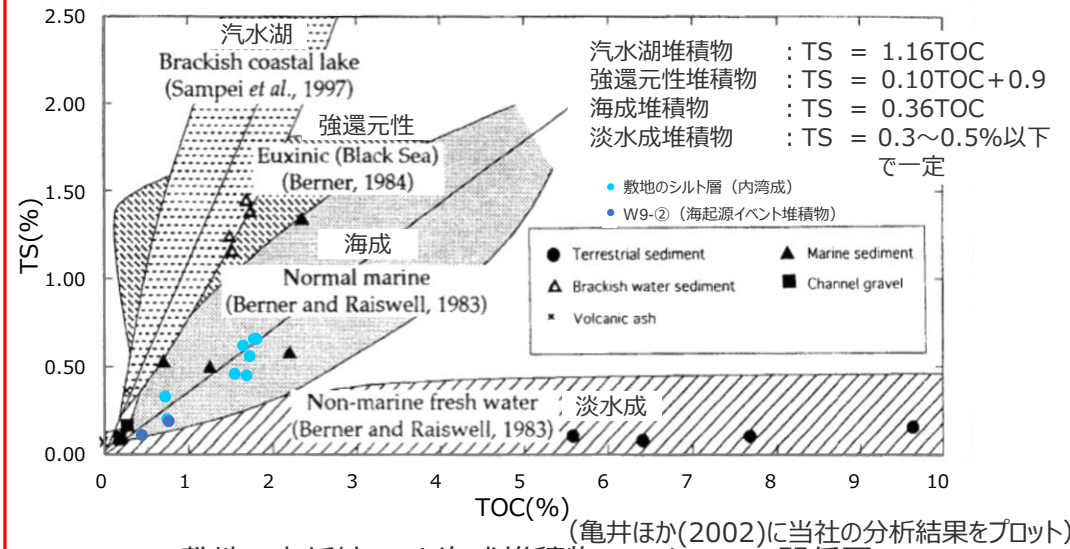 2.50
2.00
1.50
1.00
0.50
0.00
TS(%)
汽水湖
Brackish coastal lake
(Sampei et al., 1997)
強還元性
Euxinic (Black Sea)
(Berner, 1984)
海成
Normal marine
(Berner and Raiswell, 1983)
Non-marine fresh water 淡水成
(Berner and Raiswell, 1983)
汽水湖堆積物 : TS = 1.16TOC
強還元性堆積物 : TS = 0.10TOC+0.9
海成堆積物 : TS = 0.36TOC
淡水成堆積物 : TS = 0.3~0.5%以下
で一定
敷地のシルト層（内湾成）
W9-②（海起源イベント堆積物）
Terrestrial sediment
Marine sediment
Brackish water sediment
Channel gravel
Volcanic ash
0 1 2 3 4 5 6 7 8 9 10
TOC(%)
(亀井ほか(2002)に当社の分析結果をプロット)